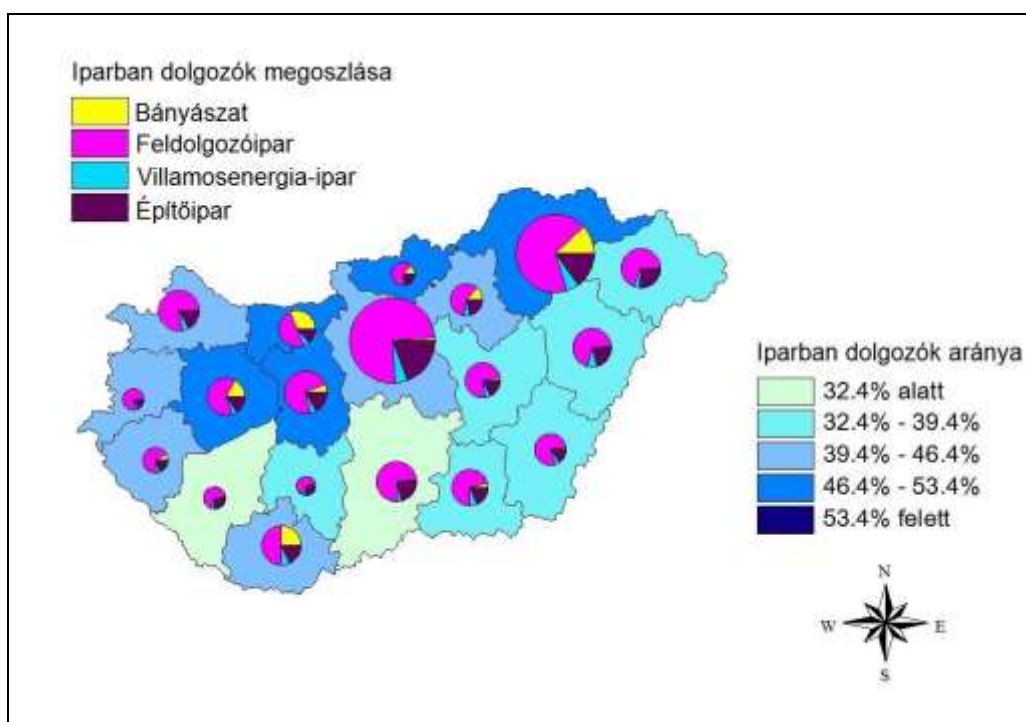 Iparban dolgozók megoszlása
Bányászat
Feldolgozóipar
Villamosenergia-ipar
Építőipar
Iparban dolgozók aránya
32.4% alatt
32.4% - 39.4%
39.4% - 46.4%
46.4% - 53.4%
53.4% felett
N
W E
S